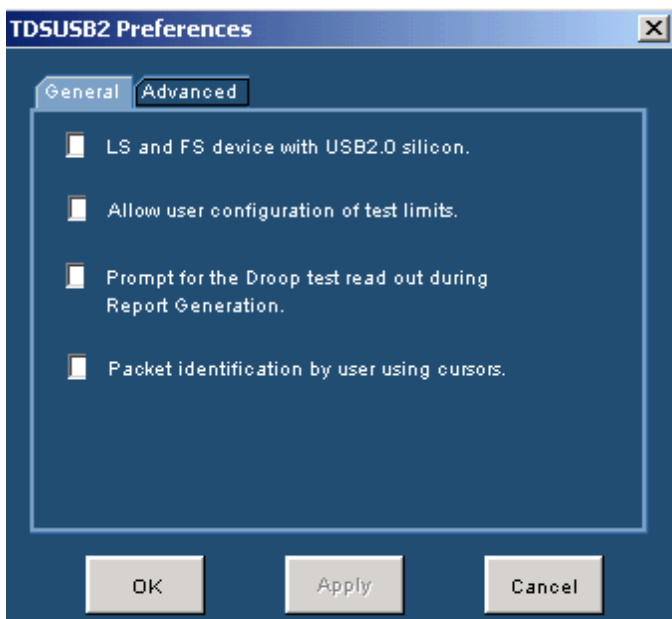 TDSUSB2 Preferences
General Advanced
LS and FS device with USB2.0 silicon.
Allow user configuration of test limits.
Prompt for the Droop test read out during
Report Generation.
Packet identification by user using cursors.
OK Apply Cancel